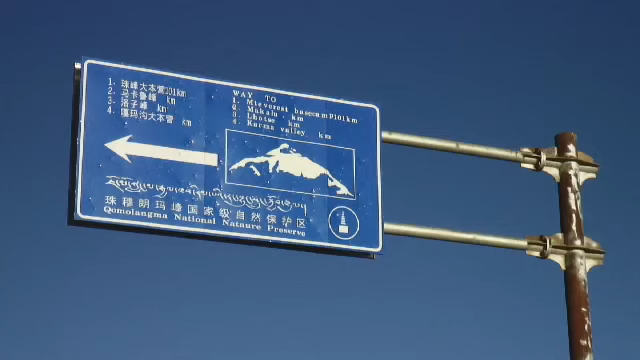 1. 珠峰大本营101km
2. 马卡鲁峰 km
3. 洛子峰 km
4. 嘎玛沟大本营 km
WAY TO
1. Mteverest basecamP101km
2. Makalu km
3. Lhotse km
4. Karma valley km
珠穆朗玛峰国家级自然保护区
Qomolangma National Nataure Preserve